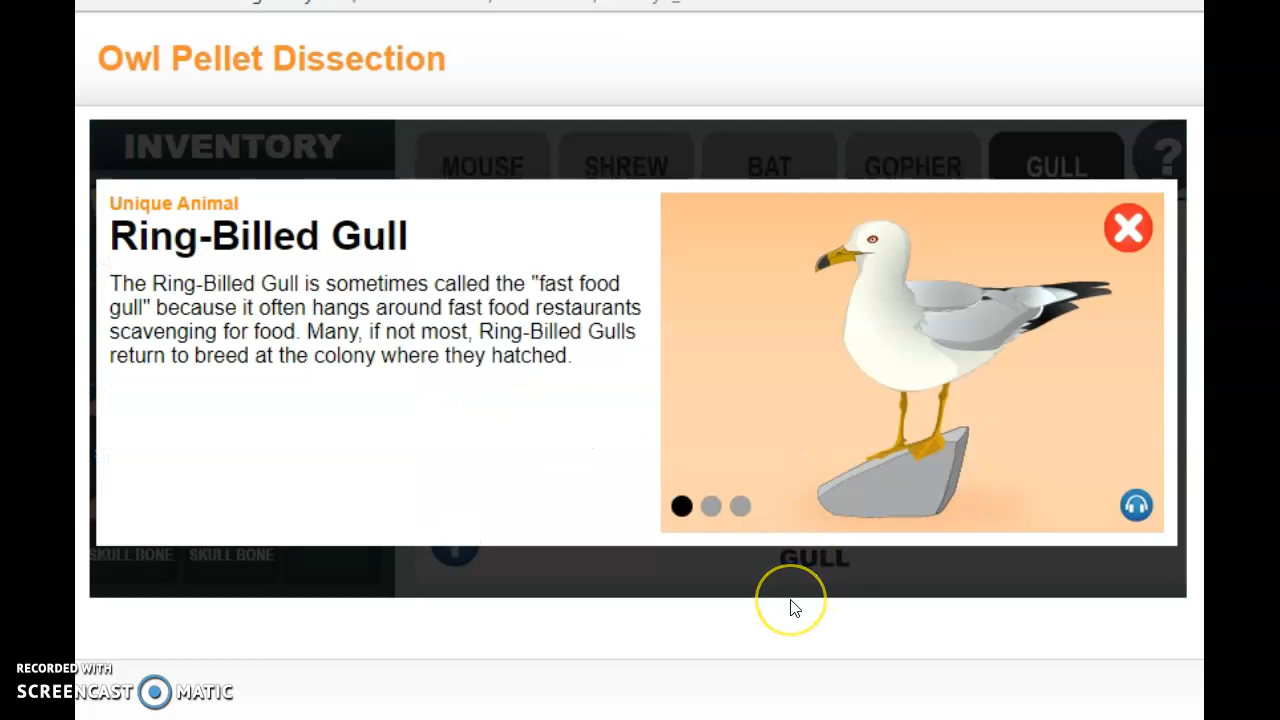 Owl Pellet Dissection
INVENTORY
MOUSE
SHREW
BAT
GOPHER
GULL
?
Unique Animal
Ring-Billed Gull
The Ring-Billed Gull is sometimes called the "fast food
gull" because it often hangs around fast food restaurants
scavenging for food. Many, if not most, Ring-Billed Gulls
return to breed at the colony where they hatched.
SKULL BONE
SKULL BONE
GULL
RECORDED WITH
SCREENCAST MATIC